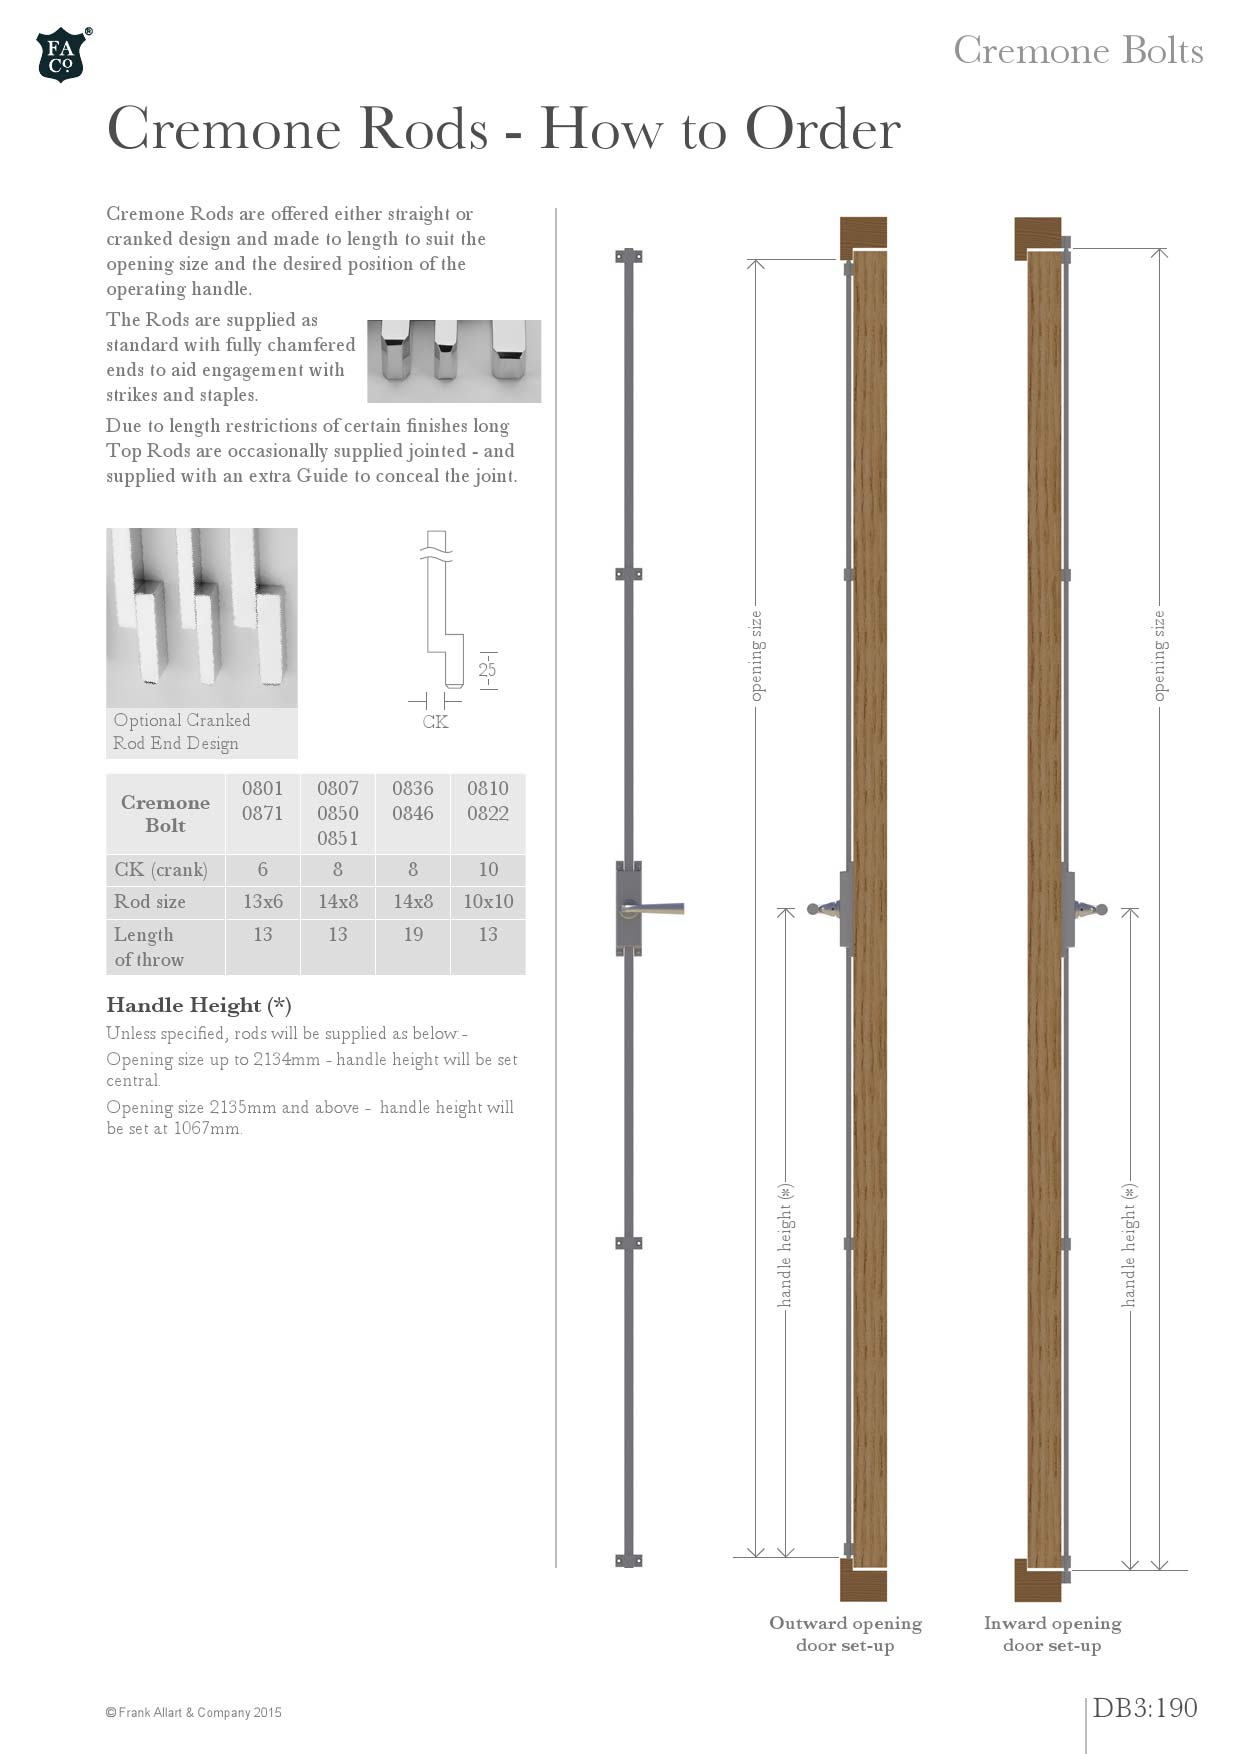 FA
Co.
®
Cremone Bolts
Cremone Rods - How to Order
Cremone Rods are offered either straight or
cranked design and made to length to suit the
opening size and the desired position of the
operating handle.
The Rods are supplied as
standard with fully chamfered
ends to aid engagement with
strikes and staples.
Due to length restrictions of certain finishes long
Top Rods are occasionally supplied jointed - and
supplied with an extra Guide to conceal the joint.
25
CK
Optional Cranked
Rod End Design
Cremone
Bolt
0801
0871
0807
0850
0851
0836
0846
0810
0822
CK (crank) 6 8 8 10
Rod size 13x6 14x8 14x8 10x10
Length
of throw
13 13 19 13
Handle Height (*)
Unless specified, rods will be supplied as below:-
Opening size up to 2134mm - handle height will be set
central.
Opening size 2135mm and above - handle height will
be set at 1067mm.
opening size
handle height (*)
opening size
handle height (*)
Outward opening
door set-up
Inward opening
door set-up
© Frank Allart & Company 2015
DB3:190